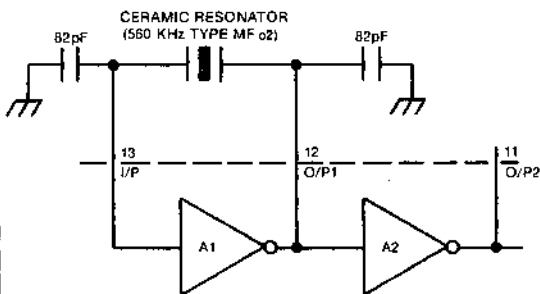 CERAMIC RESONATOR
(560 KHz TYPE MF o2)
82pF
82pF
13
I/P
12
O/P1
11
O/P2
A1
A2